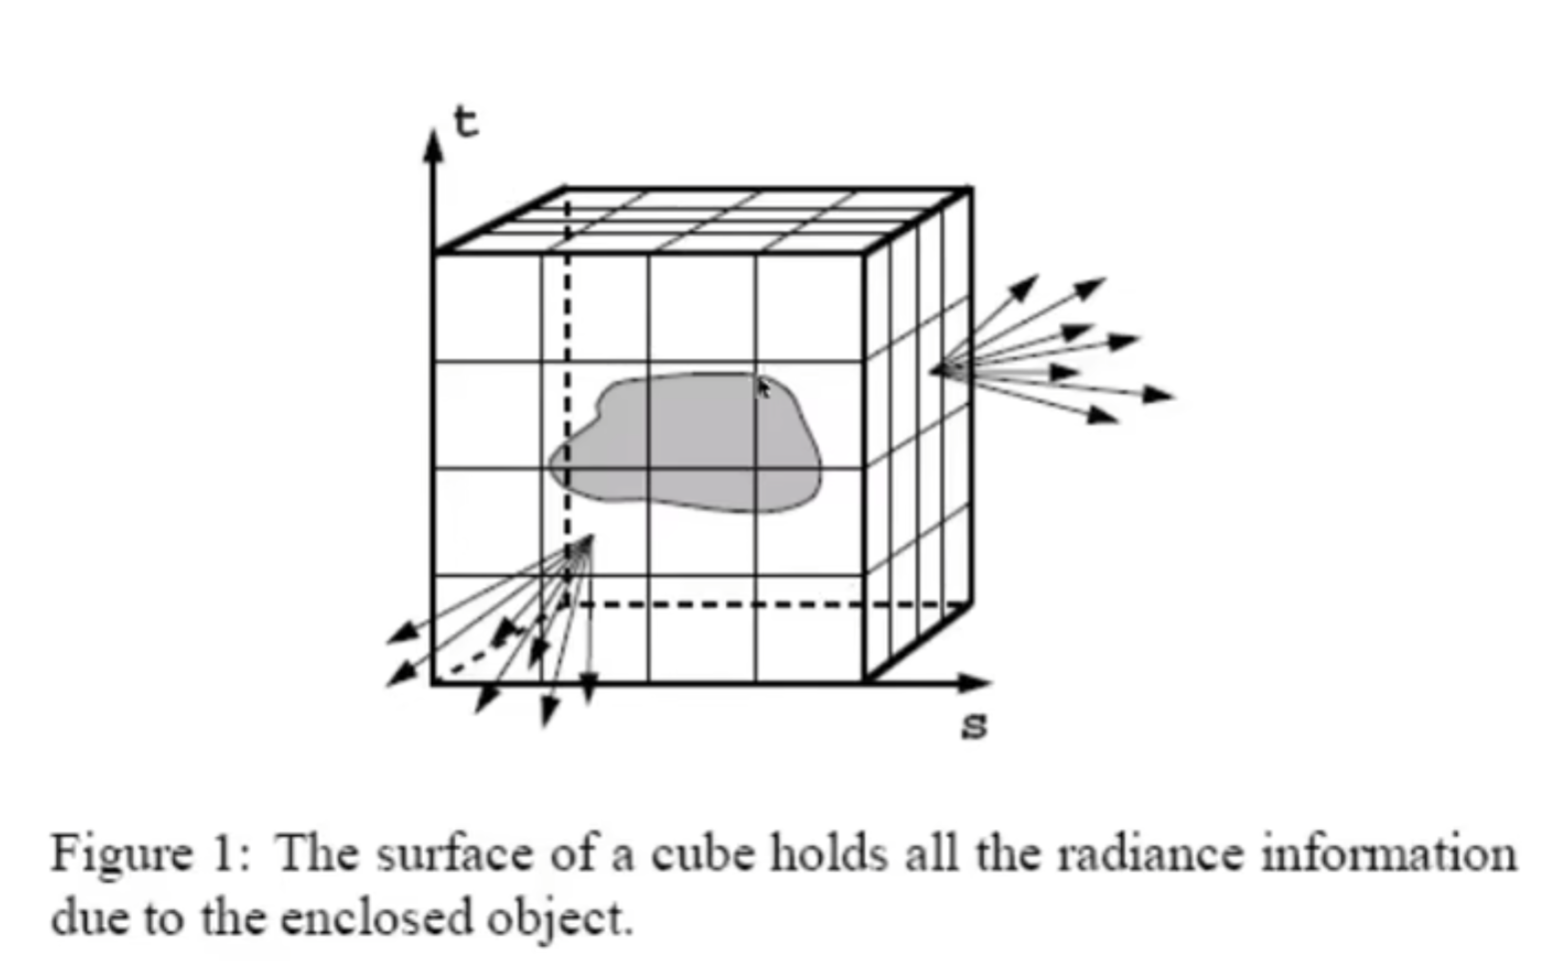 t
s
Figure 1: The surface of a cube holds all the radiance information
due to the enclosed object.